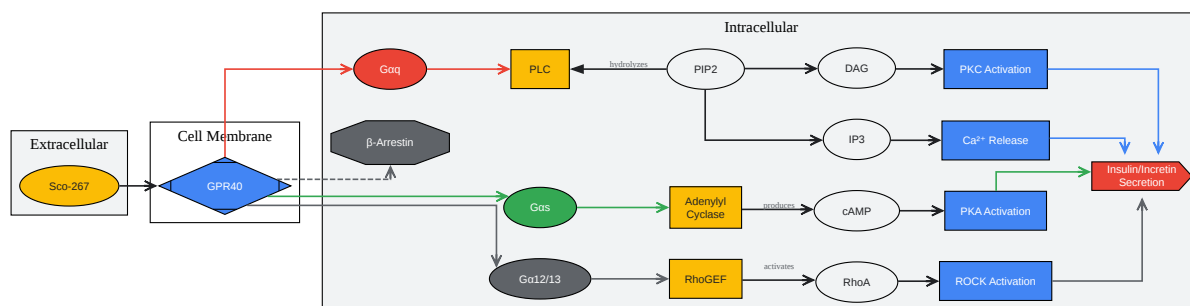 Intracellular
Gαq
PLC
hydrolyzes
PIP2
DAG
PKC Activation
Extracellular
Sco-267
Cell Membrane
GPR40
β-Arrestin
IP3
Ca²⁺ Release
Insulin/Incretin
Secretion
Gαs
Adenylyl
Cyclase
produces
cAMP
PKA Activation
Gα12/13
RhoGEF
activates
RhoA
ROCK Activation